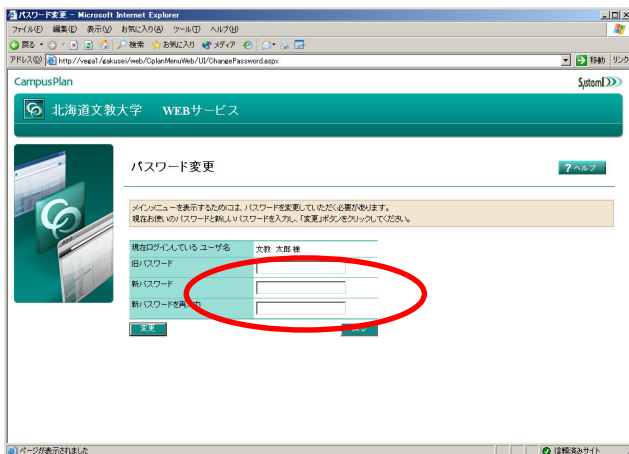 パスワード変更 - Microsoft Internet Explorer
ファイル(F) 編集(E) 表示(V) お気に入り(A) ツール(T) ヘルプ(H)
戻る 検索 お気に入り メディア
アドレス(D) http://vega1/gakusei/web/CplanMenuWeb/UI/ChangePassword.aspx 移動 リンク
CampusPlan SystemD
北海道文教大学 WEBサービス
パスワード変更
? ヘルプ
メインメニューを表示するためには、パスワードを変更していただく必要があります。
現在お使いのパスワードと新しいパスワードを入力し、「変更」ボタンをクリックしてください。
現在ログインしている ユーザ名 文教 太郎 様
旧パスワード
新パスワード
新パスワードを再入力
変更 戻る
ページが表示されました 信頼済みサイト